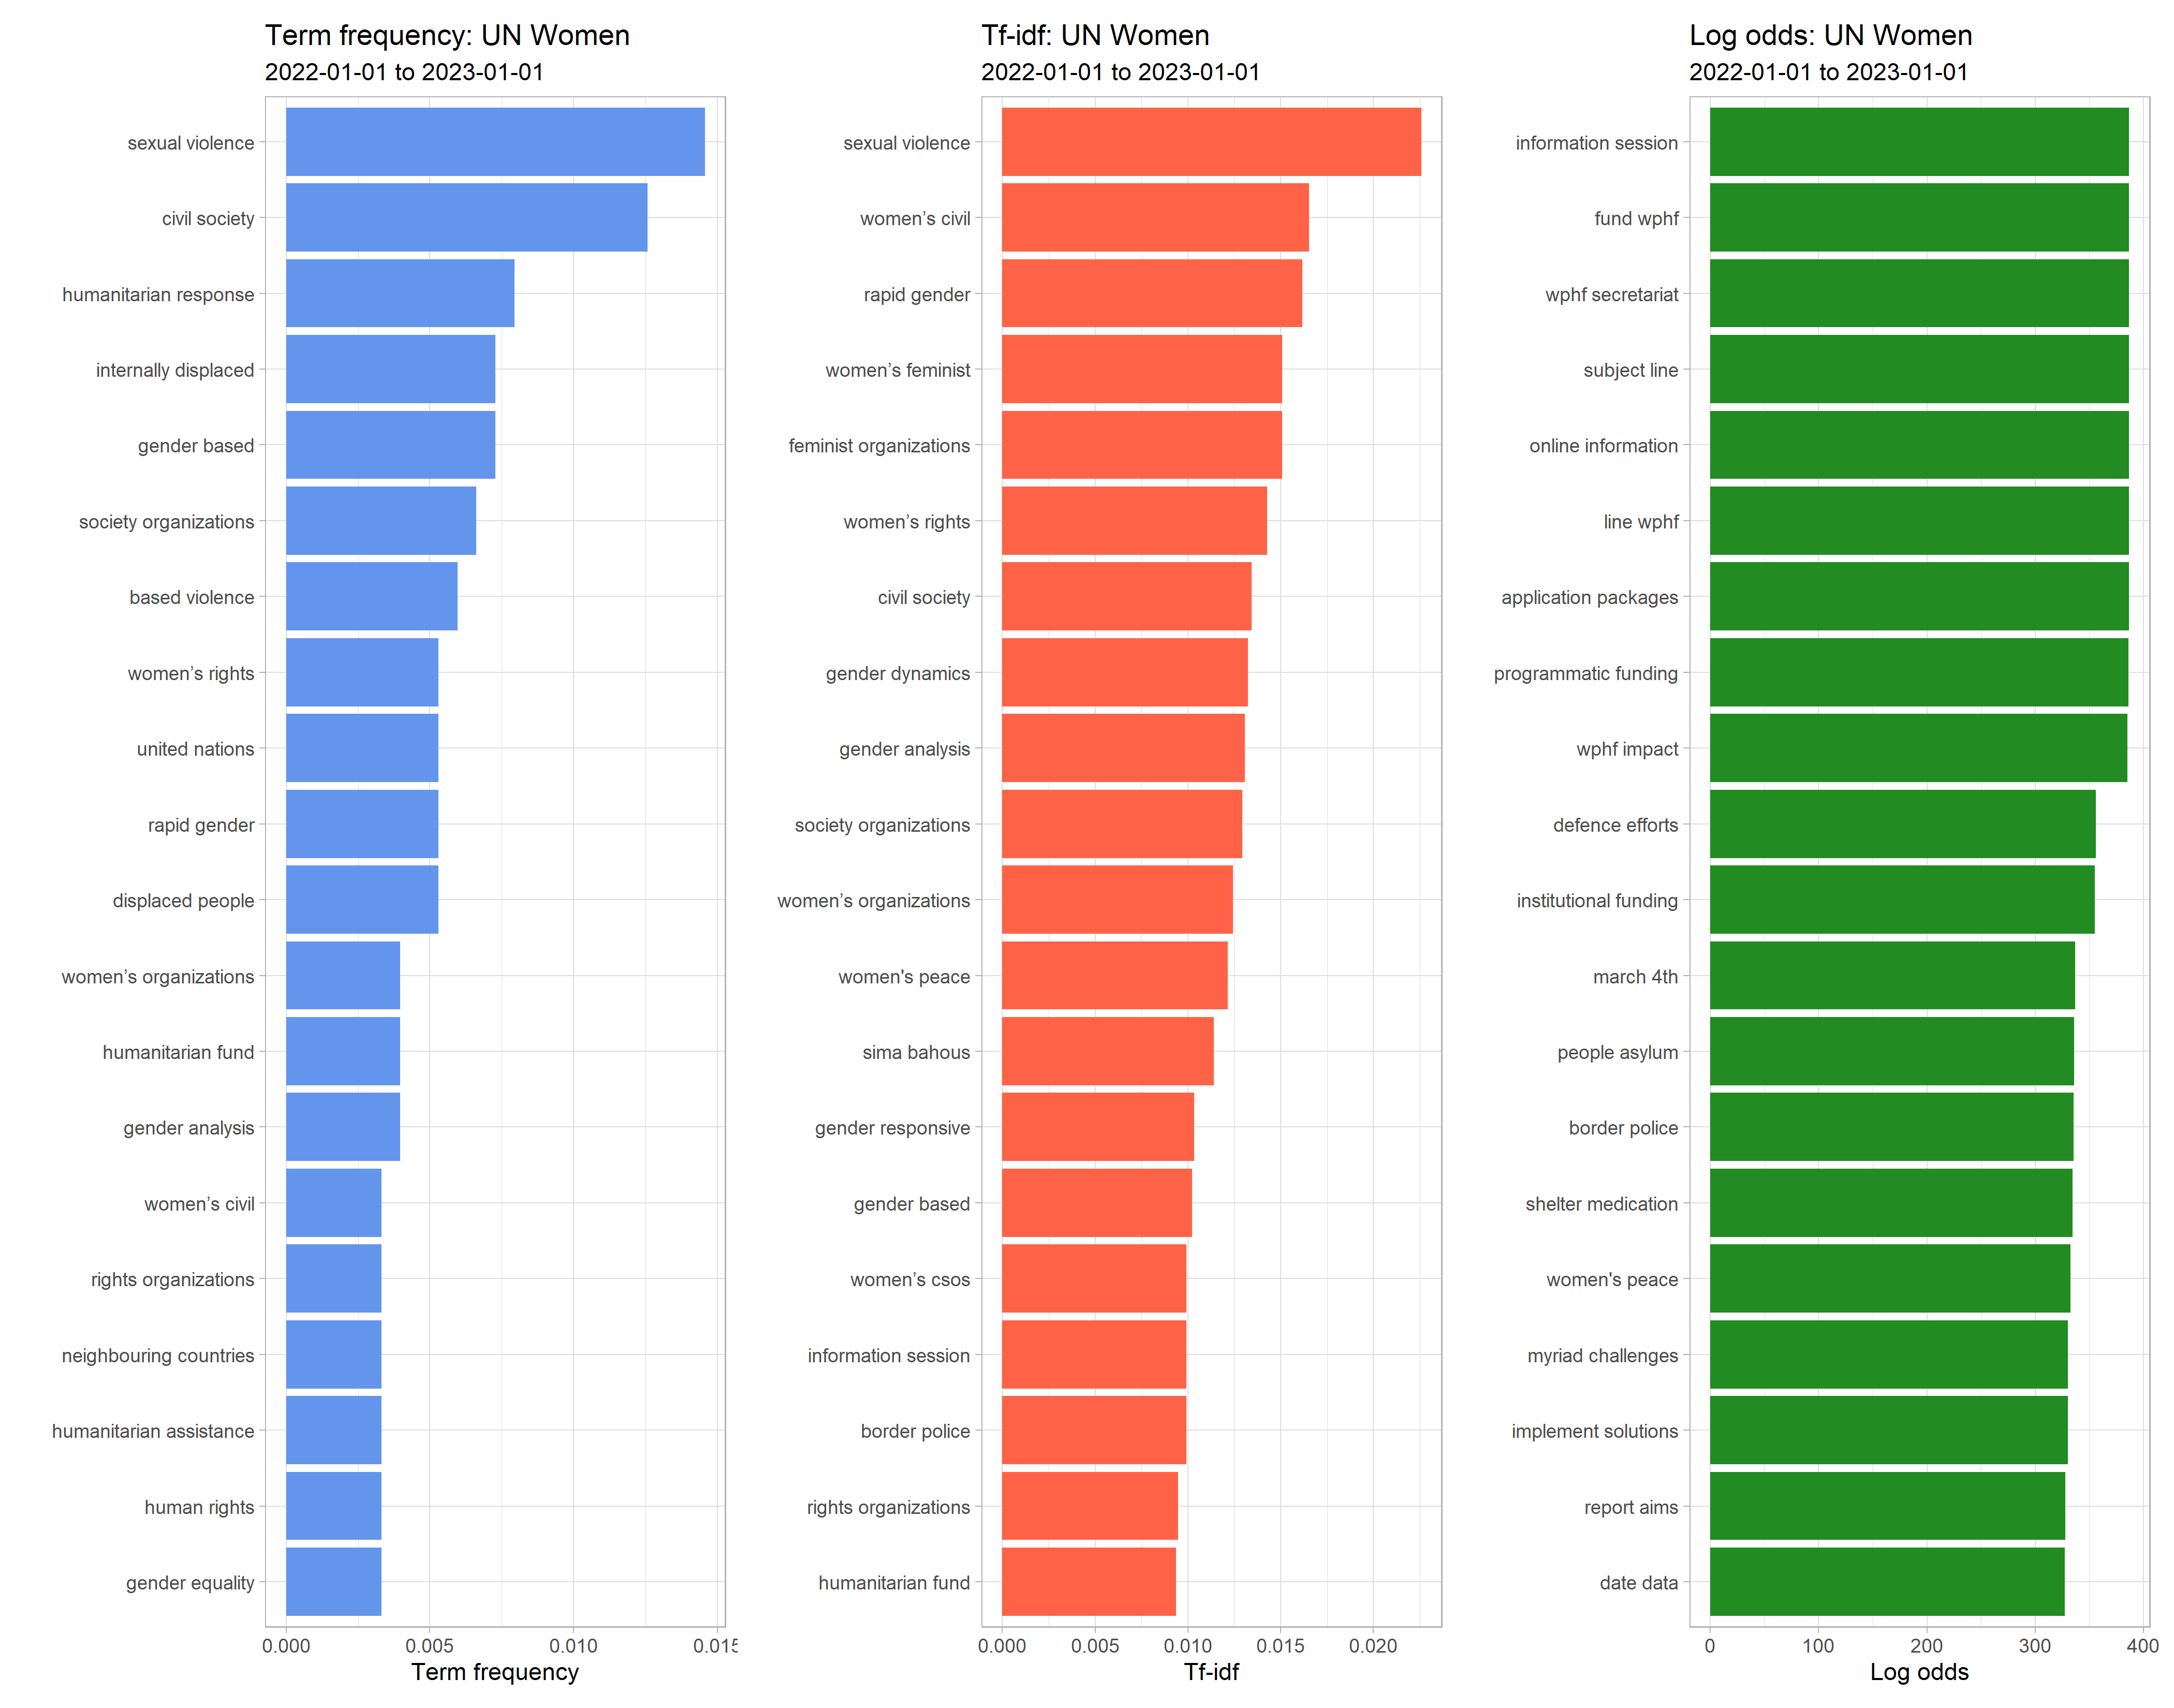 Term frequency: UN Women
2022-01-01 to 2023-01-01
sexual violence
civil society
humanitarian response
internally displaced
gender based
society organizations
based violence
women’s rights
united nations
rapid gender
displaced people
women’s organizations
humanitarian fund
gender analysis
women’s civil
rights organizations
neighbouring countries
humanitarian assistance
human rights
gender equality
0.000 0.005 0.010 0.015
Term frequency
Tf-idf: UN Women
2022-01-01 to 2023-01-01
sexual violence
women’s civil
rapid gender
women’s feminist
feminist organizations
women’s rights
civil society
gender dynamics
gender analysis
society organizations
women’s organizations
women's peace
sima bahous
gender responsive
gender based
women’s csos
information session
border police
rights organizations
humanitarian fund
0.000 0.005 0.010 0.015 0.020
Tf-idf
Log odds: UN Women
2022-01-01 to 2023-01-01
information session
fund wphf
wphf secretariat
subject line
online information
line wphf
application packages
programmatic funding
wphf impact
defence efforts
institutional funding
march 4th
people asylum
border police
shelter medication
women's peace
myriad challenges
implement solutions
report aims
date data
0 100 200 300 400
Log odds